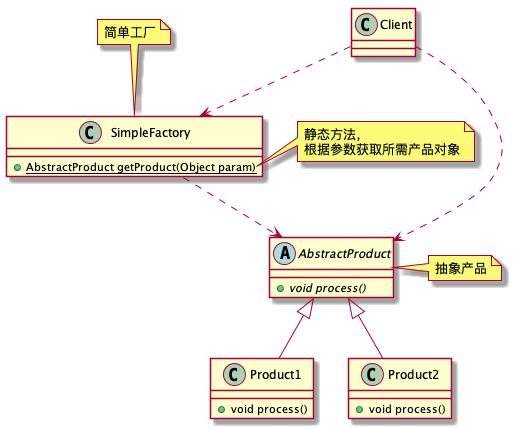 简单工厂
C Client
C SimpleFactory
AbstractProduct getProduct(Object param)
静态方法，
根据参数获取所需产品对象
A AbstractProduct
void process()
抽象产品
C Product1
void process()
C Product2
void process()